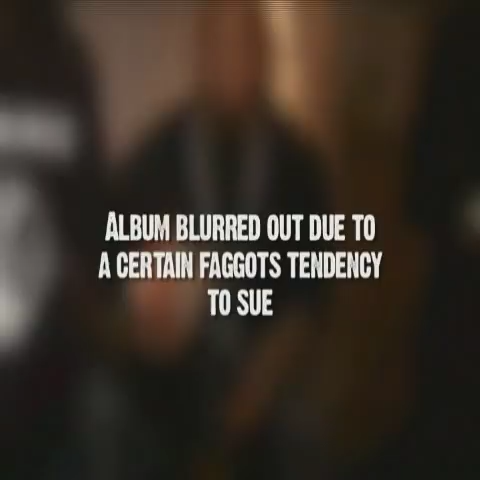 ALBUM BLURRED OUT DUE TO
A CERTAIN FAGGOTS TENDENCY
TO SUE